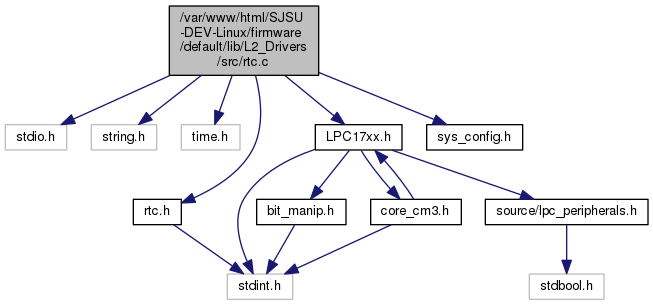 /var/www/html/SJSU
-DEV-Linux/firmware
/default/lib/L2_Drivers
/src/rtc.c
stdio.h
string.h
time.h
LPC17xx.h
sys_config.h
rtc.h
bit_manip.h
core_cm3.h
source/lpc_peripherals.h
stdint.h
stdbool.h